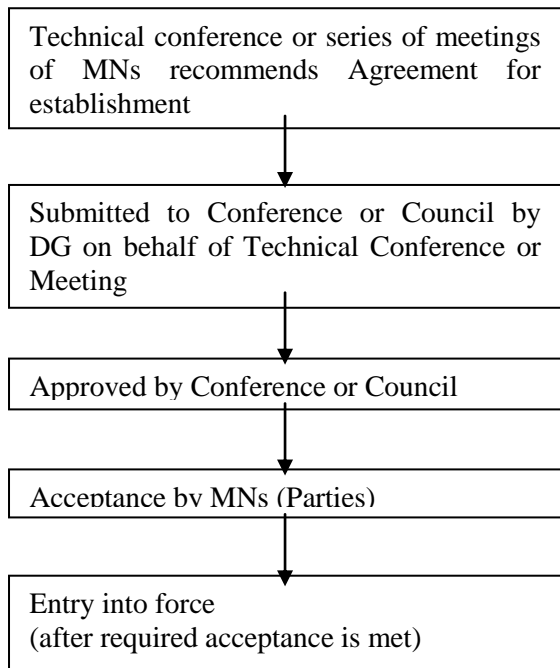 Technical conference or series of meetings
of MNs recommends Agreement for
establishment
Submitted to Conference or Council by
DG on behalf of Technical Conference or
Meeting
Approved by Conference or Council
Acceptance by MNs (Parties)
Entry into force
(after required acceptance is met)